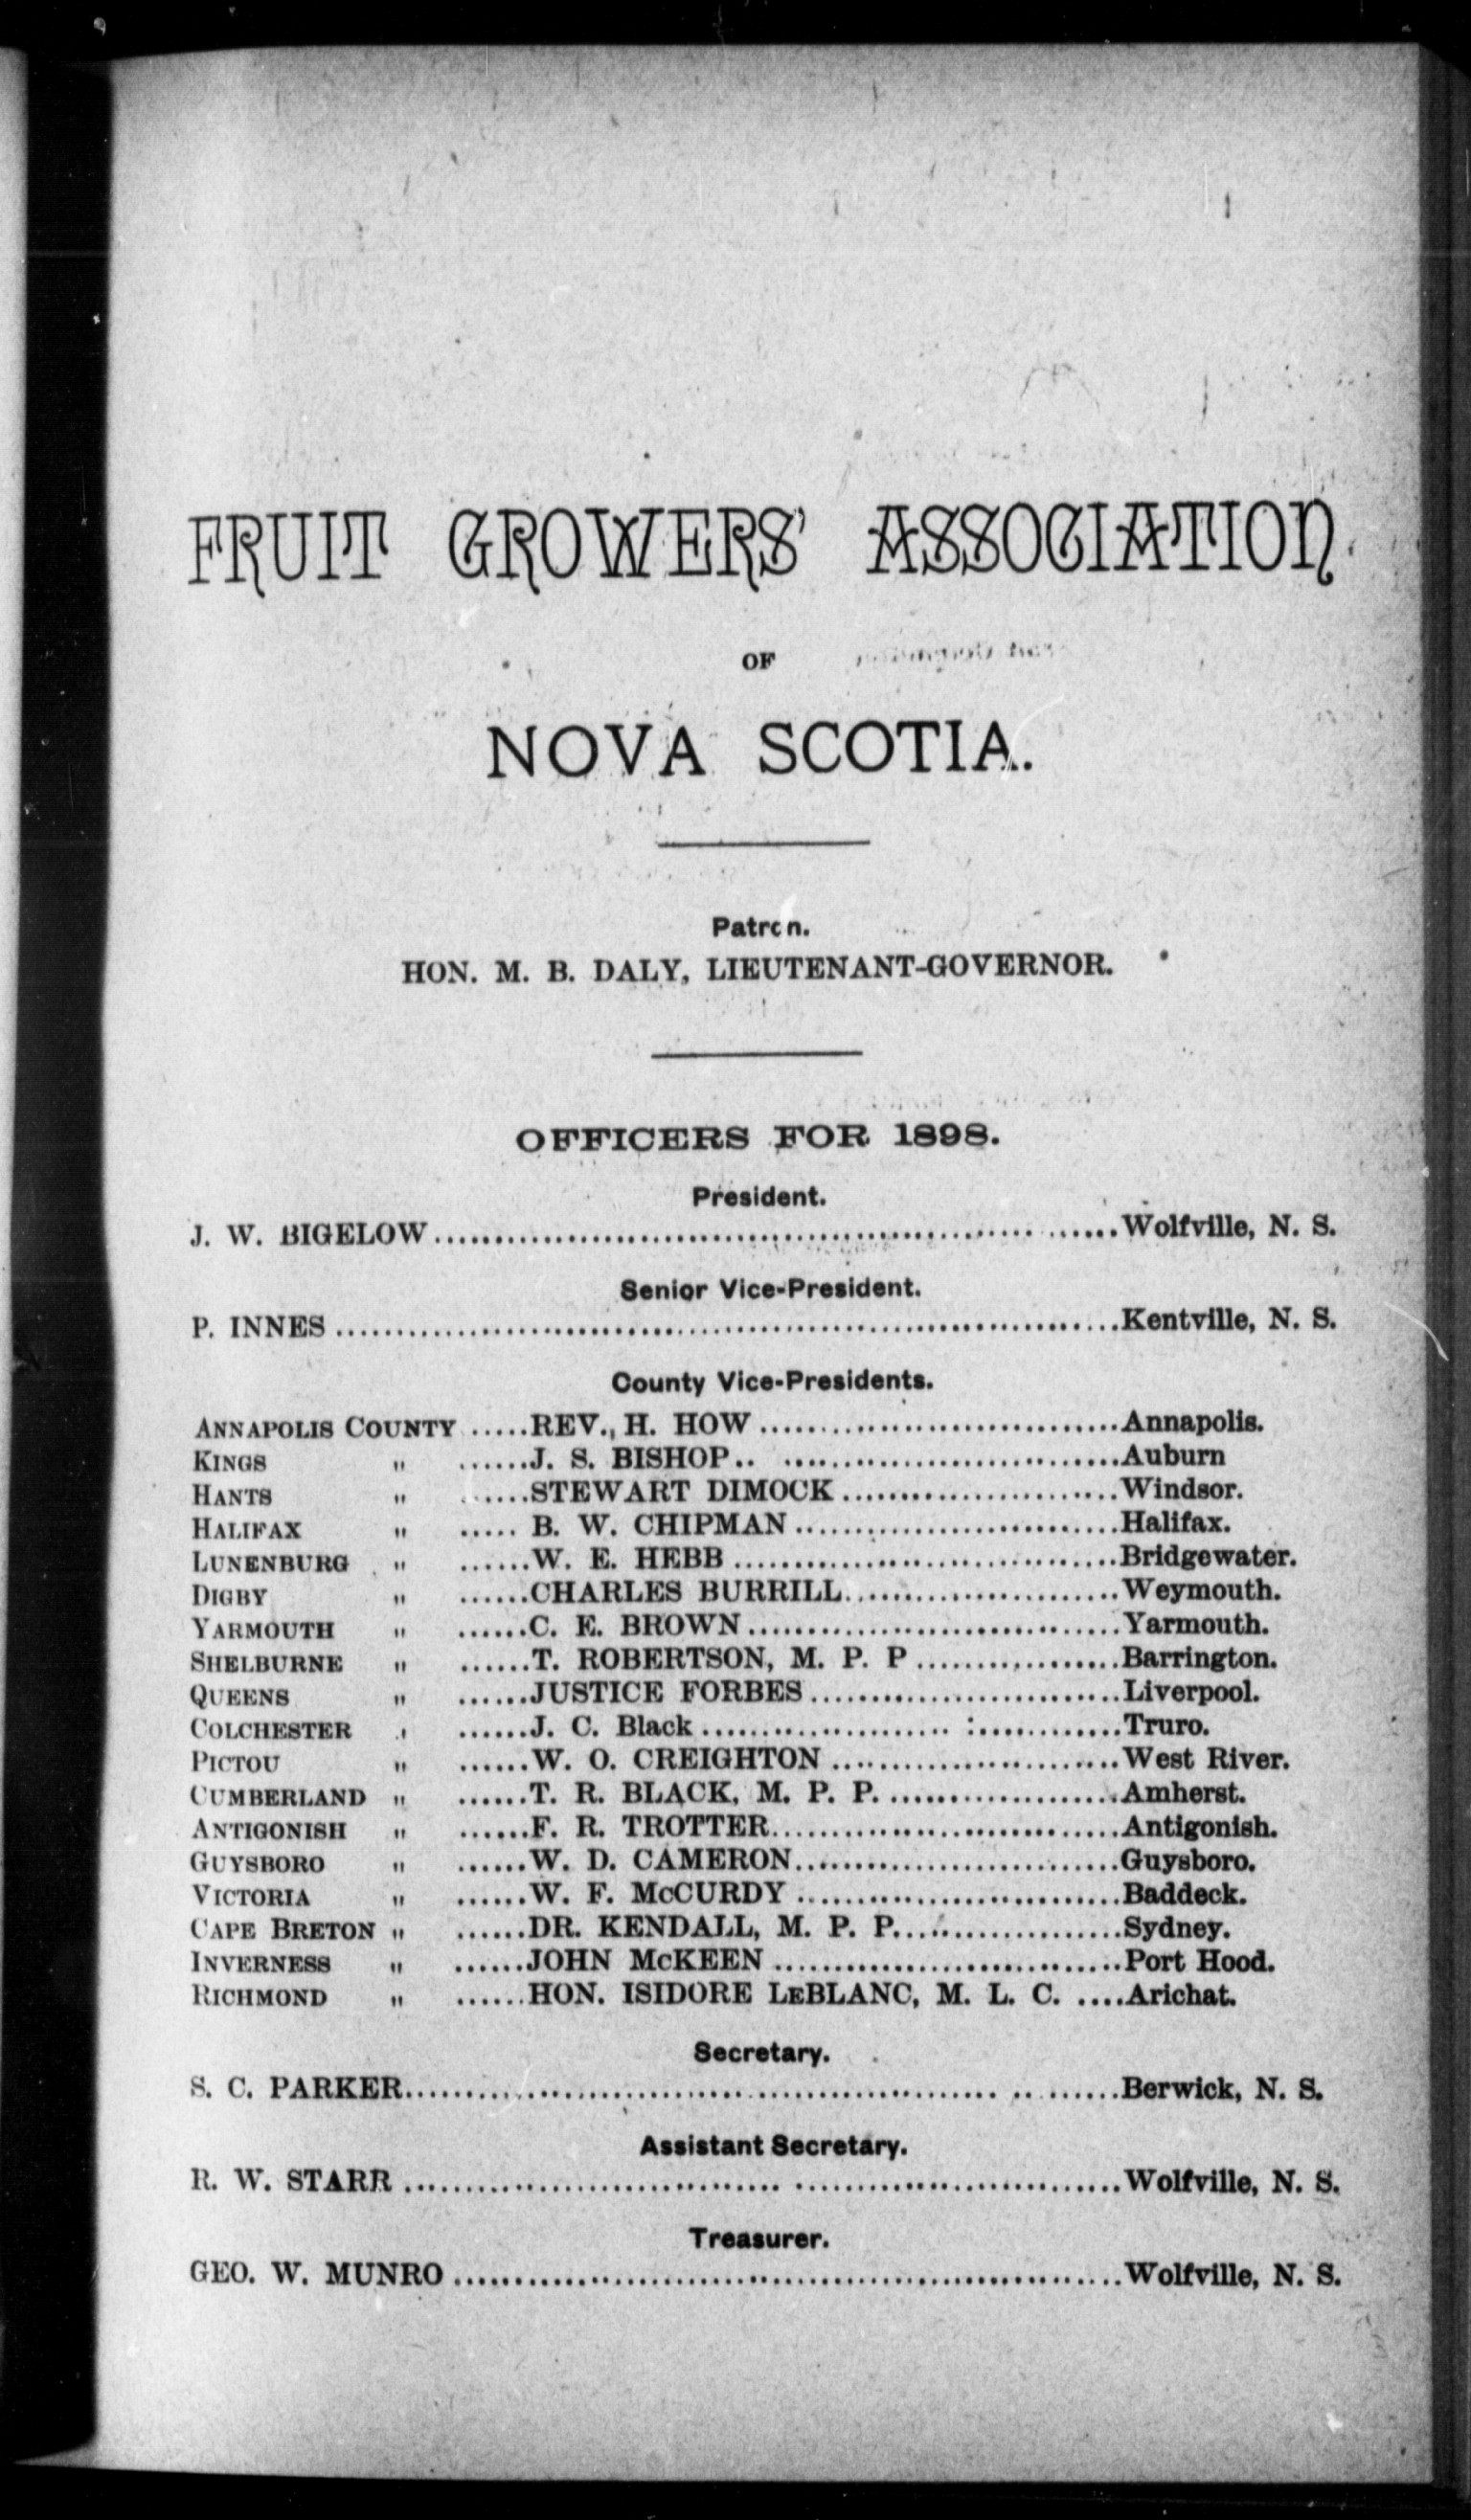 FRUIT GROWERS' ASSOCIATION
OF
NOVA SCOTIA.
Patron.
HON. M. B. DALY, LIEUTENANT-GOVERNOR.
OFFICERS FOR 1898.
President.
J. W. BIGELOW......Wolfville, N. S.
Senior Vice-President.
P. INNES......Kentville, N. S.
County Vice-Presidents.
ANNAPOLIS COUNTY......REV., H. HOW......Annapolis.
KINGS " ......J. S. BISHOP......Auburn
HANTS " ......STEWART DIMOCK......Windsor.
HALIFAX " ......B. W. CHIPMAN......Halifax.
LUNENBURG " ......W. E. HEBB......Bridgewater.
DIGBY " ......CHARLES BURRILL......Weymouth.
YARMOUTH " ......C. E. BROWN......Yarmouth.
SHELBURNE " ......T. ROBERTSON, M. P. P......Barrington.
QUEENS " ......JUSTICE FORBES......Liverpool.
COLCHESTER " ......J. C. Black......Truro.
PICTOU " ......W. O. CREIGHTON......West River.
CUMBERLAND " ......T. R. BLACK, M. P. P.......Amherst.
ANTIGONISH " ......F. R. TROTTER......Antigonish.
GUYSBORO " ......W. D. CAMERON......Guysboro.
VICTORIA " ......W. F. McCURDY......Baddeck.
CAPE BRETON " ......DR. KENDALL, M. P. P.......Sydney.
INVERNESS " ......JOHN McKEEN......Port Hood.
RICHMOND " ......HON. ISIDORE LEBLANC, M. L. C. .....Arichat.
Secretary.
S. C. PARKER......Berwick, N. S.
Assistant Secretary.
R. W. STARR......Wolfville, N. S.
Treasurer.
GEO. W. MUNRO......Wolfville, N. S.